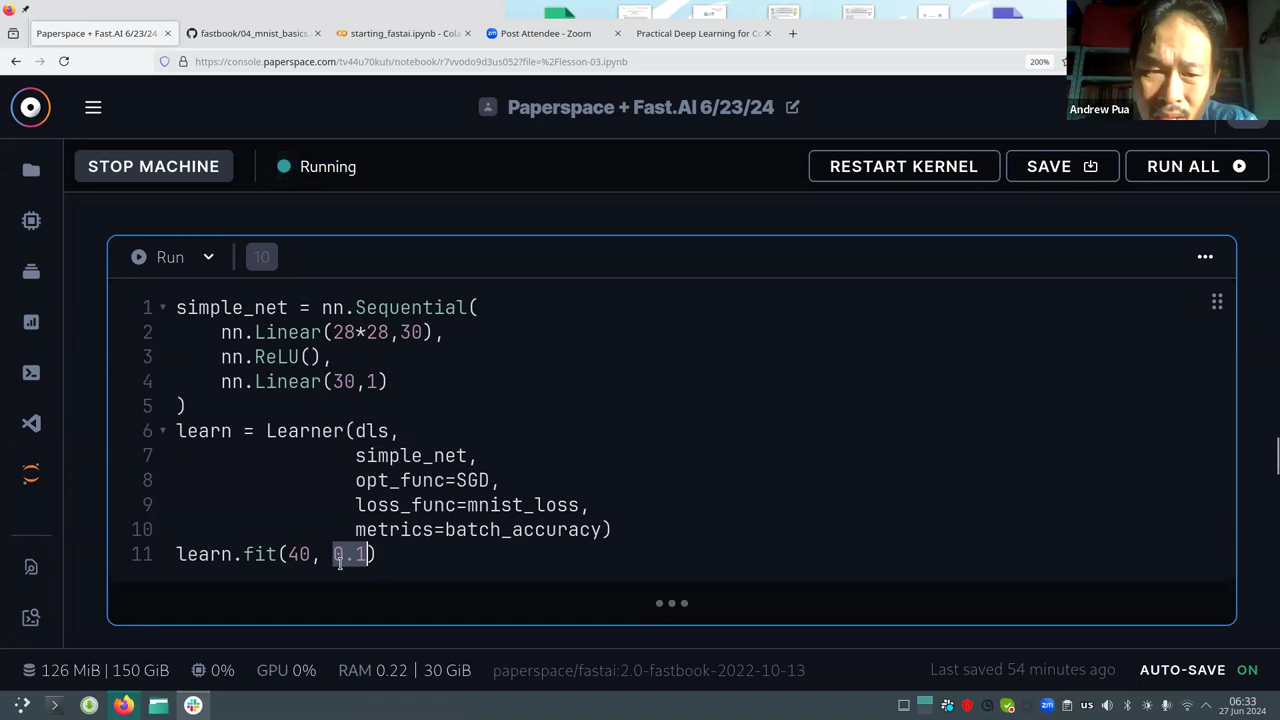 Paperspace + Fast.AI 6/23/24
fastbook/04_mnist_basics.
starting_fastai.ipynb - Cola
Post Attendee - Zoom
Practical Deep Learning for C
https://console.paperspace.com/tv44u70kuh/notebook/r7vvodo9d3us052?file=%2Flesson-03.ipynb
200%
Andrew Pua
Paperspace + Fast.AI 6/23/24
STOP MACHINE
Running
RESTART KERNEL
SAVE
RUN ALL
Run
10
1 simple_net = nn.Sequential(
2 nn.Linear(28*28,30),
3 nn.ReLU(),
4 nn.Linear(30,1)
5 )
6 learn = Learner(dls,
7 simple_net,
8 opt_func=SGD,
9 loss_func=mnist_loss,
10 metrics=batch_accuracy)
11 learn.fit(40, 0.1)
126 MiB | 150 GiB
0%
GPU 0%
RAM 0.22 | 30 GiB
paperspace/fastai:2.0-fastbook-2022-10-13
Last saved 54 minutes ago
AUTO-SAVE ON
us
06:33
27 Jun 2024